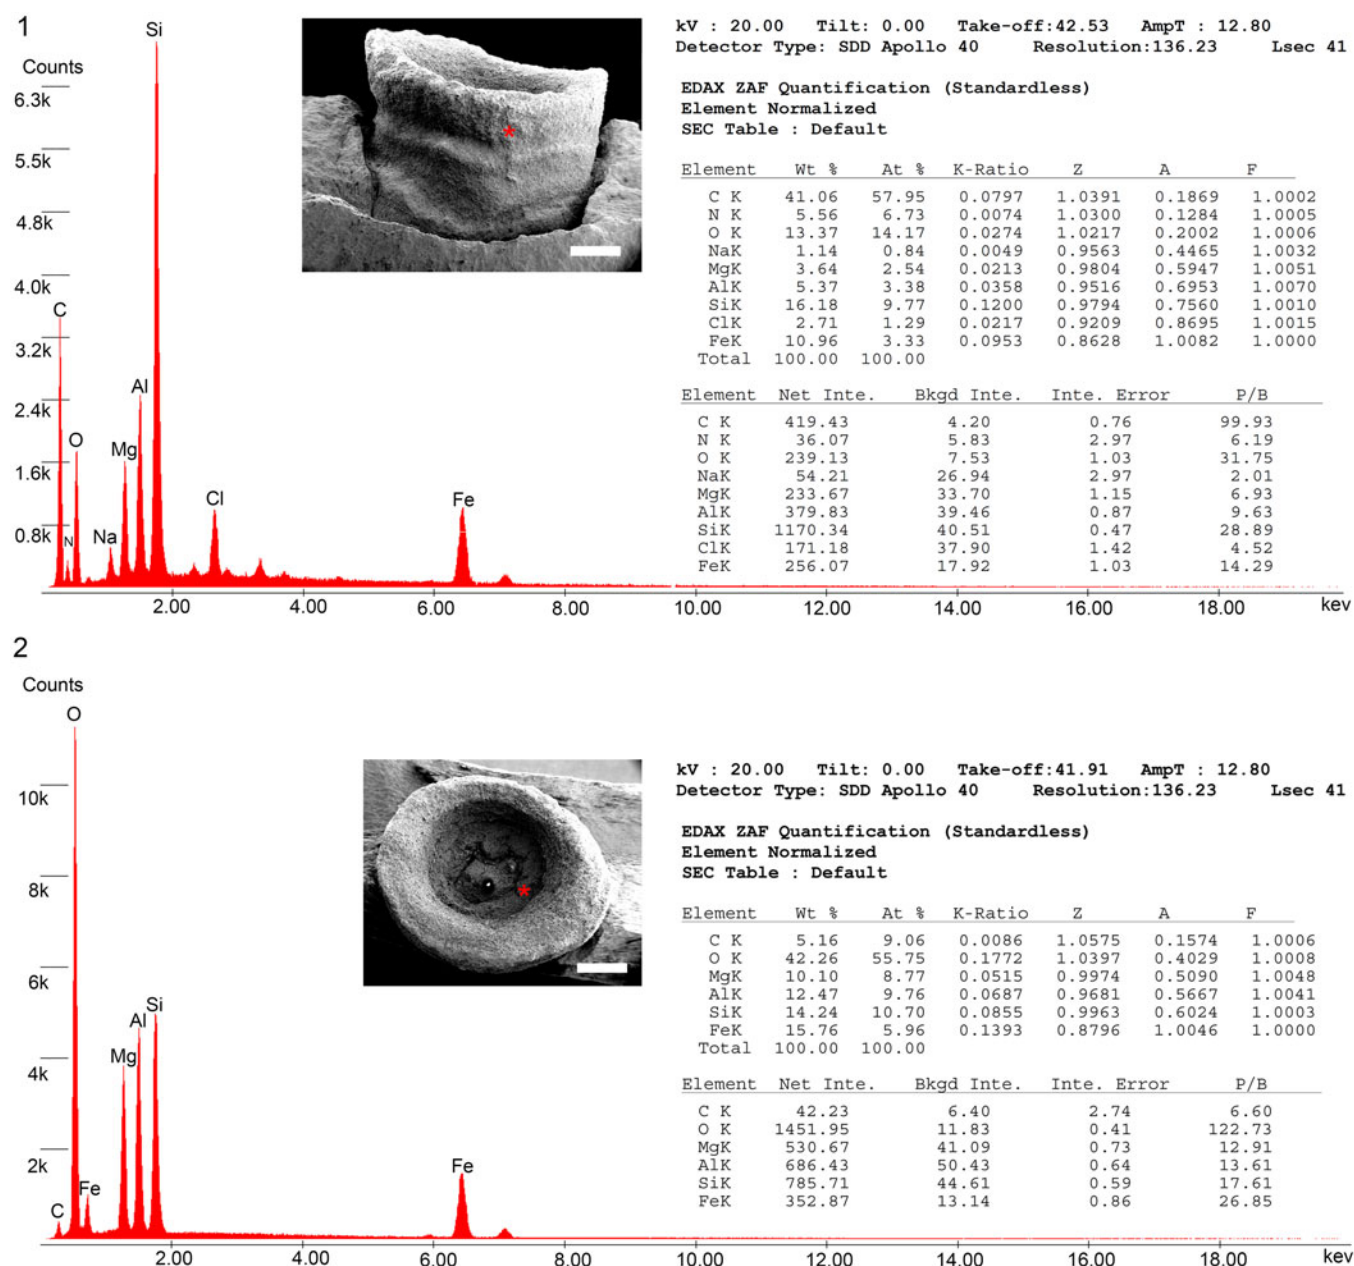 1
Counts
6.3k
5.5k
4.8k
4.0k
3.2k
2.4k
1.6k
0.8k
C
N
O
Na
Mg
Al
Si
Cl
Fe
*
2.00 4.00 6.00 8.00 10.00 12.00 14.00 16.00 18.00 kev
kV : 20.00 Tilt: 0.00 Take-off:42.53 AmpT : 12.80
Detector Type: SDD Apollo 40 Resolution:136.23 Lsec 41
EDAX ZAF Quantification (Standardless)
Element Normalized
SEC Table : Default
Element Wt % At % K-Ratio Z A F
C K 41.06 57.95 0.0797 1.0391 0.1869 1.0002
N K 5.56 6.73 0.0074 1.0300 0.1284 1.0005
O K 13.37 14.17 0.0274 1.0217 0.2002 1.0006
NaK 1.14 0.84 0.0049 0.9563 0.4465 1.0032
MgK 3.64 2.54 0.0213 0.9804 0.5947 1.0051
AlK 5.37 3.38 0.0358 0.9516 0.6953 1.0070
SiK 16.18 9.77 0.1200 0.9794 0.7560 1.0010
ClK 2.71 1.29 0.0217 0.9209 0.8695 1.0015
FeK 10.96 3.33 0.0953 0.8628 1.0082 1.0000
Total 100.00 100.00
Element Net Inte. Bkgd Inte. Inte. Error P/B
C K 419.43 4.20 0.76 99.93
N K 36.07 5.83 2.97 6.19
O K 239.13 7.53 1.03 31.75
NaK 54.21 26.94 2.97 2.01
MgK 233.67 33.70 1.15 6.93
AlK 379.83 39.46 0.87 9.63
SiK 1170.34 40.51 0.47 28.89
ClK 171.18 37.90 1.42 4.52
FeK 256.07 17.92 1.03 14.29
2
Counts
10k
8k
6k
4k
2k
C
O
Fe
Mg
Al
Si
Fe
*
2.00 4.00 6.00 8.00 10.00 12.00 14.00 16.00 18.00 kev
kV : 20.00 Tilt: 0.00 Take-off:41.91 AmpT : 12.80
Detector Type: SDD Apollo 40 Resolution:136.23 Lsec 41
EDAX ZAF Quantification (Standardless)
Element Normalized
SEC Table : Default
Element Wt % At % K-Ratio Z A F
C K 5.16 9.06 0.0086 1.0575 0.1574 1.0006
O K 42.26 55.75 0.1772 1.0397 0.4029 1.0008
MgK 10.10 8.77 0.0515 0.9974 0.5090 1.0048
AlK 12.47 9.76 0.0687 0.9681 0.5667 1.0041
SiK 14.24 10.70 0.0855 0.9963 0.6024 1.0003
FeK 15.76 5.96 0.1393 0.8796 1.0046 1.0000
Total 100.00 100.00
Element Net Inte. Bkgd Inte. Inte. Error P/B
C K 42.23 6.40 2.74 6.60
O K 1451.95 11.83 0.41 122.73
MgK 530.67 41.09 0.73 12.91
AlK 686.43 50.43 0.64 13.61
SiK 785.71 44.61 0.59 17.61
FeK 352.87 13.14 0.86 26.85